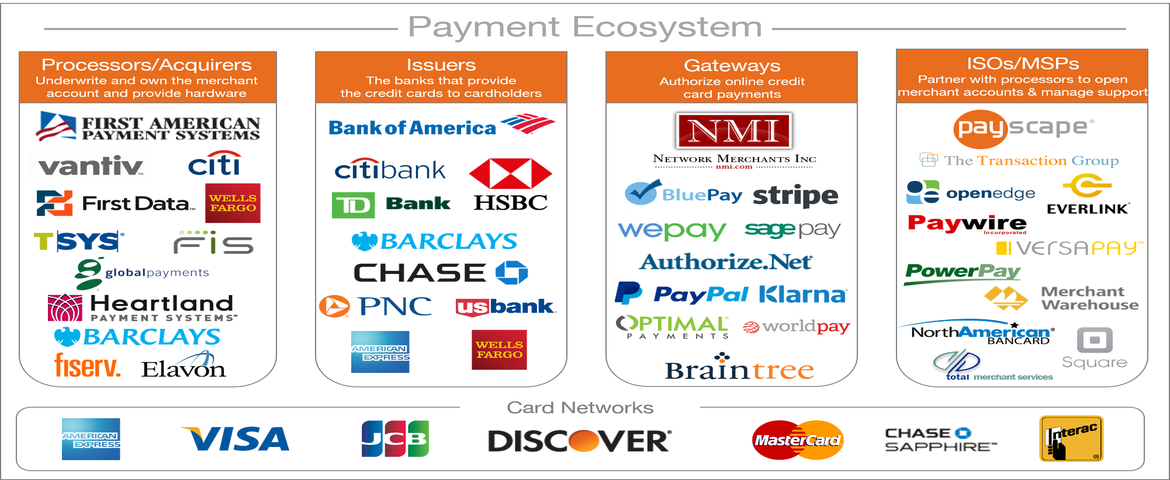 Payment Ecosystem
Processors/Acquirers
Underwrite and own the merchant
account and provide hardware
FIRST AMERICAN
PAYMENT SYSTEMS
vantiv
citi
First Data
WELLS
FARGO
TSYS®
FIS
globalpayments
Heartland
PAYMENT SYSTEMS™
BARCLAYS
fiserv.
Elavon
Issuers
The banks that provide
the credit cards to cardholders
Bank of America
citibank
HSBC
TD Bank
BARCLAYS
CHASE
PNC
usbank
AMERICAN
EXPRESS
WELLS
FARGO
Gateways
Authorize online credit
card payments
NMI
NETWORK MERCHANTS INC
nmi.com
BluePay
stripe
wepay
sage pay
Authorize.Net
PayPal
Klarna
OPTIMAL
PAYMENTS
worldpay
Braintree
ISOs/MSPs
Partner with processors to open
merchant accounts & manage support
payscape®
The Transaction Group
openedge
EVERLINK
Paywire
Incorporated
VERSAPAY
PowerPay
Merchant
Warehouse
NorthAmerican®
BANCARD
Square
total merchant services
Card Networks
AMERICAN
EXPRESS
VISA
JCB
DISCOVER®
MasterCard
CHASE
SAPPHIRE
Interac